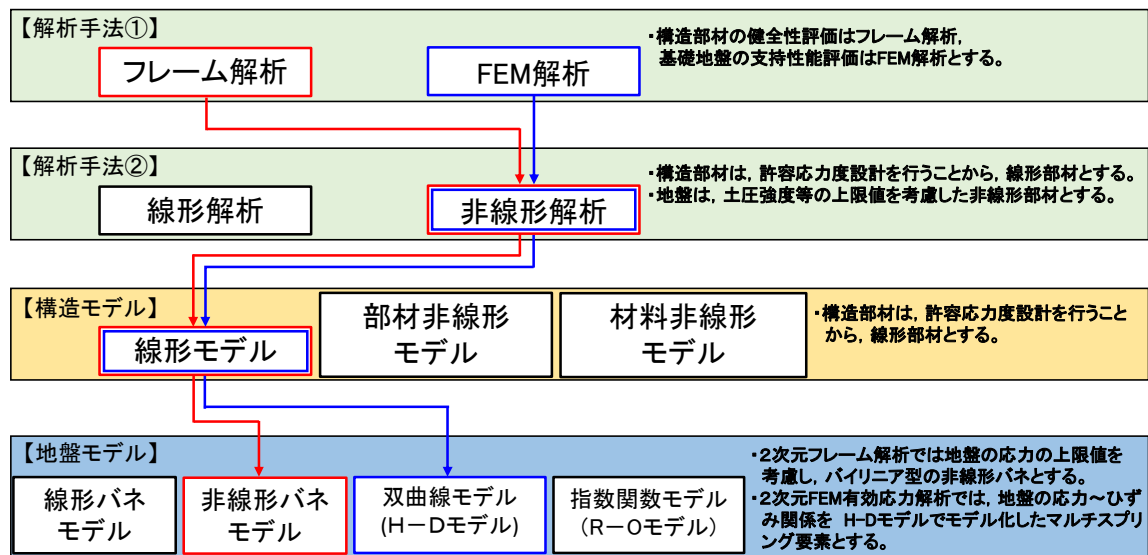 【解析手法①】
フレーム解析
FEM解析
・構造部材の健全性評価はフレーム解析,
基礎地盤の支持性能評価はFEM解析とする。
【解析手法②】
線形解析
非線形解析
・構造部材は,許容応力度設計を行うことから,線形部材とする。
・地盤は,土圧強度等の上限値を考慮した非線形部材とする。
【構造モデル】
線形モデル
部材非線形
モデル
材料非線形
モデル
・構造部材は,許容応力度設計を行うこと
から,線形部材とする。
【地盤モデル】
線形バネ
モデル
非線形バネ
モデル
双曲線モデル
(H-Dモデル)
指数関数モデル
(R-Oモデル)
・2次元フレーム解析では地盤の応力の上限値を
考慮し,バイリニア型の非線形バネとする。
・2次元FEM有効応力解析では,地盤の応力~ひず
み関係を H-Dモデルでモデル化したマルチスプリ
ング要素とする。